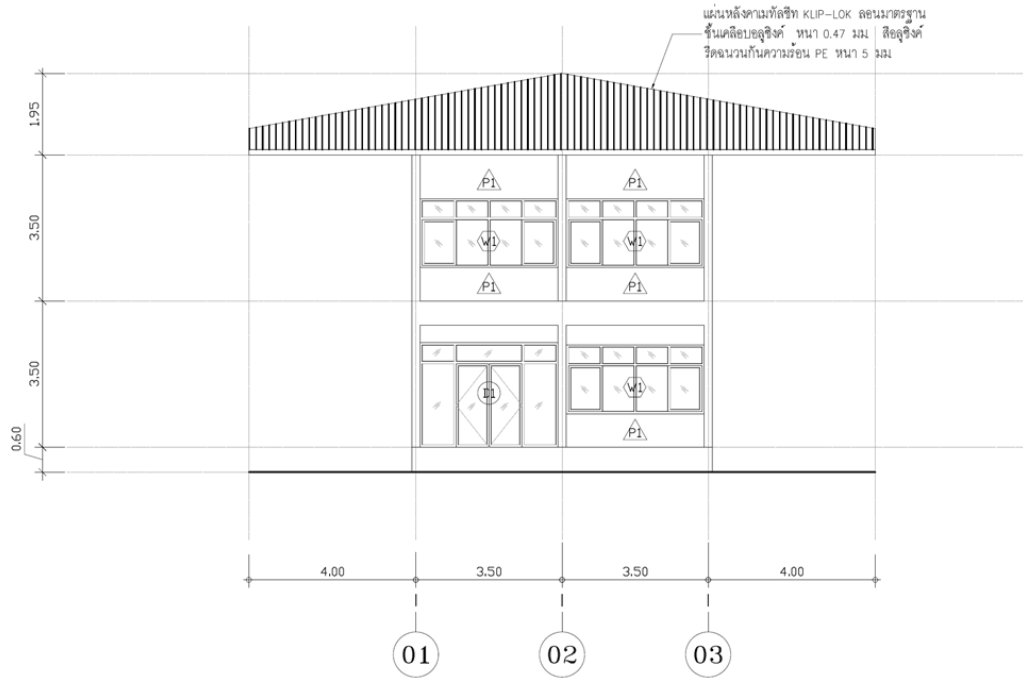 แผ่นหลังคาเมทัลชีท KLIP-LOK ลอนมาตรฐาน
ชั้นเคลือบอลูซิงค์ หนา 0.47 มม สีอลูซิงค์
รีดฉนวนกันความร้อน PE หนา 5 มม
1.95
P1 P1
3.50
W1 W1
P1 P1
3.50
D1 W1
P1
0.60
4.00 3.50 3.50 4.00
01 02 03